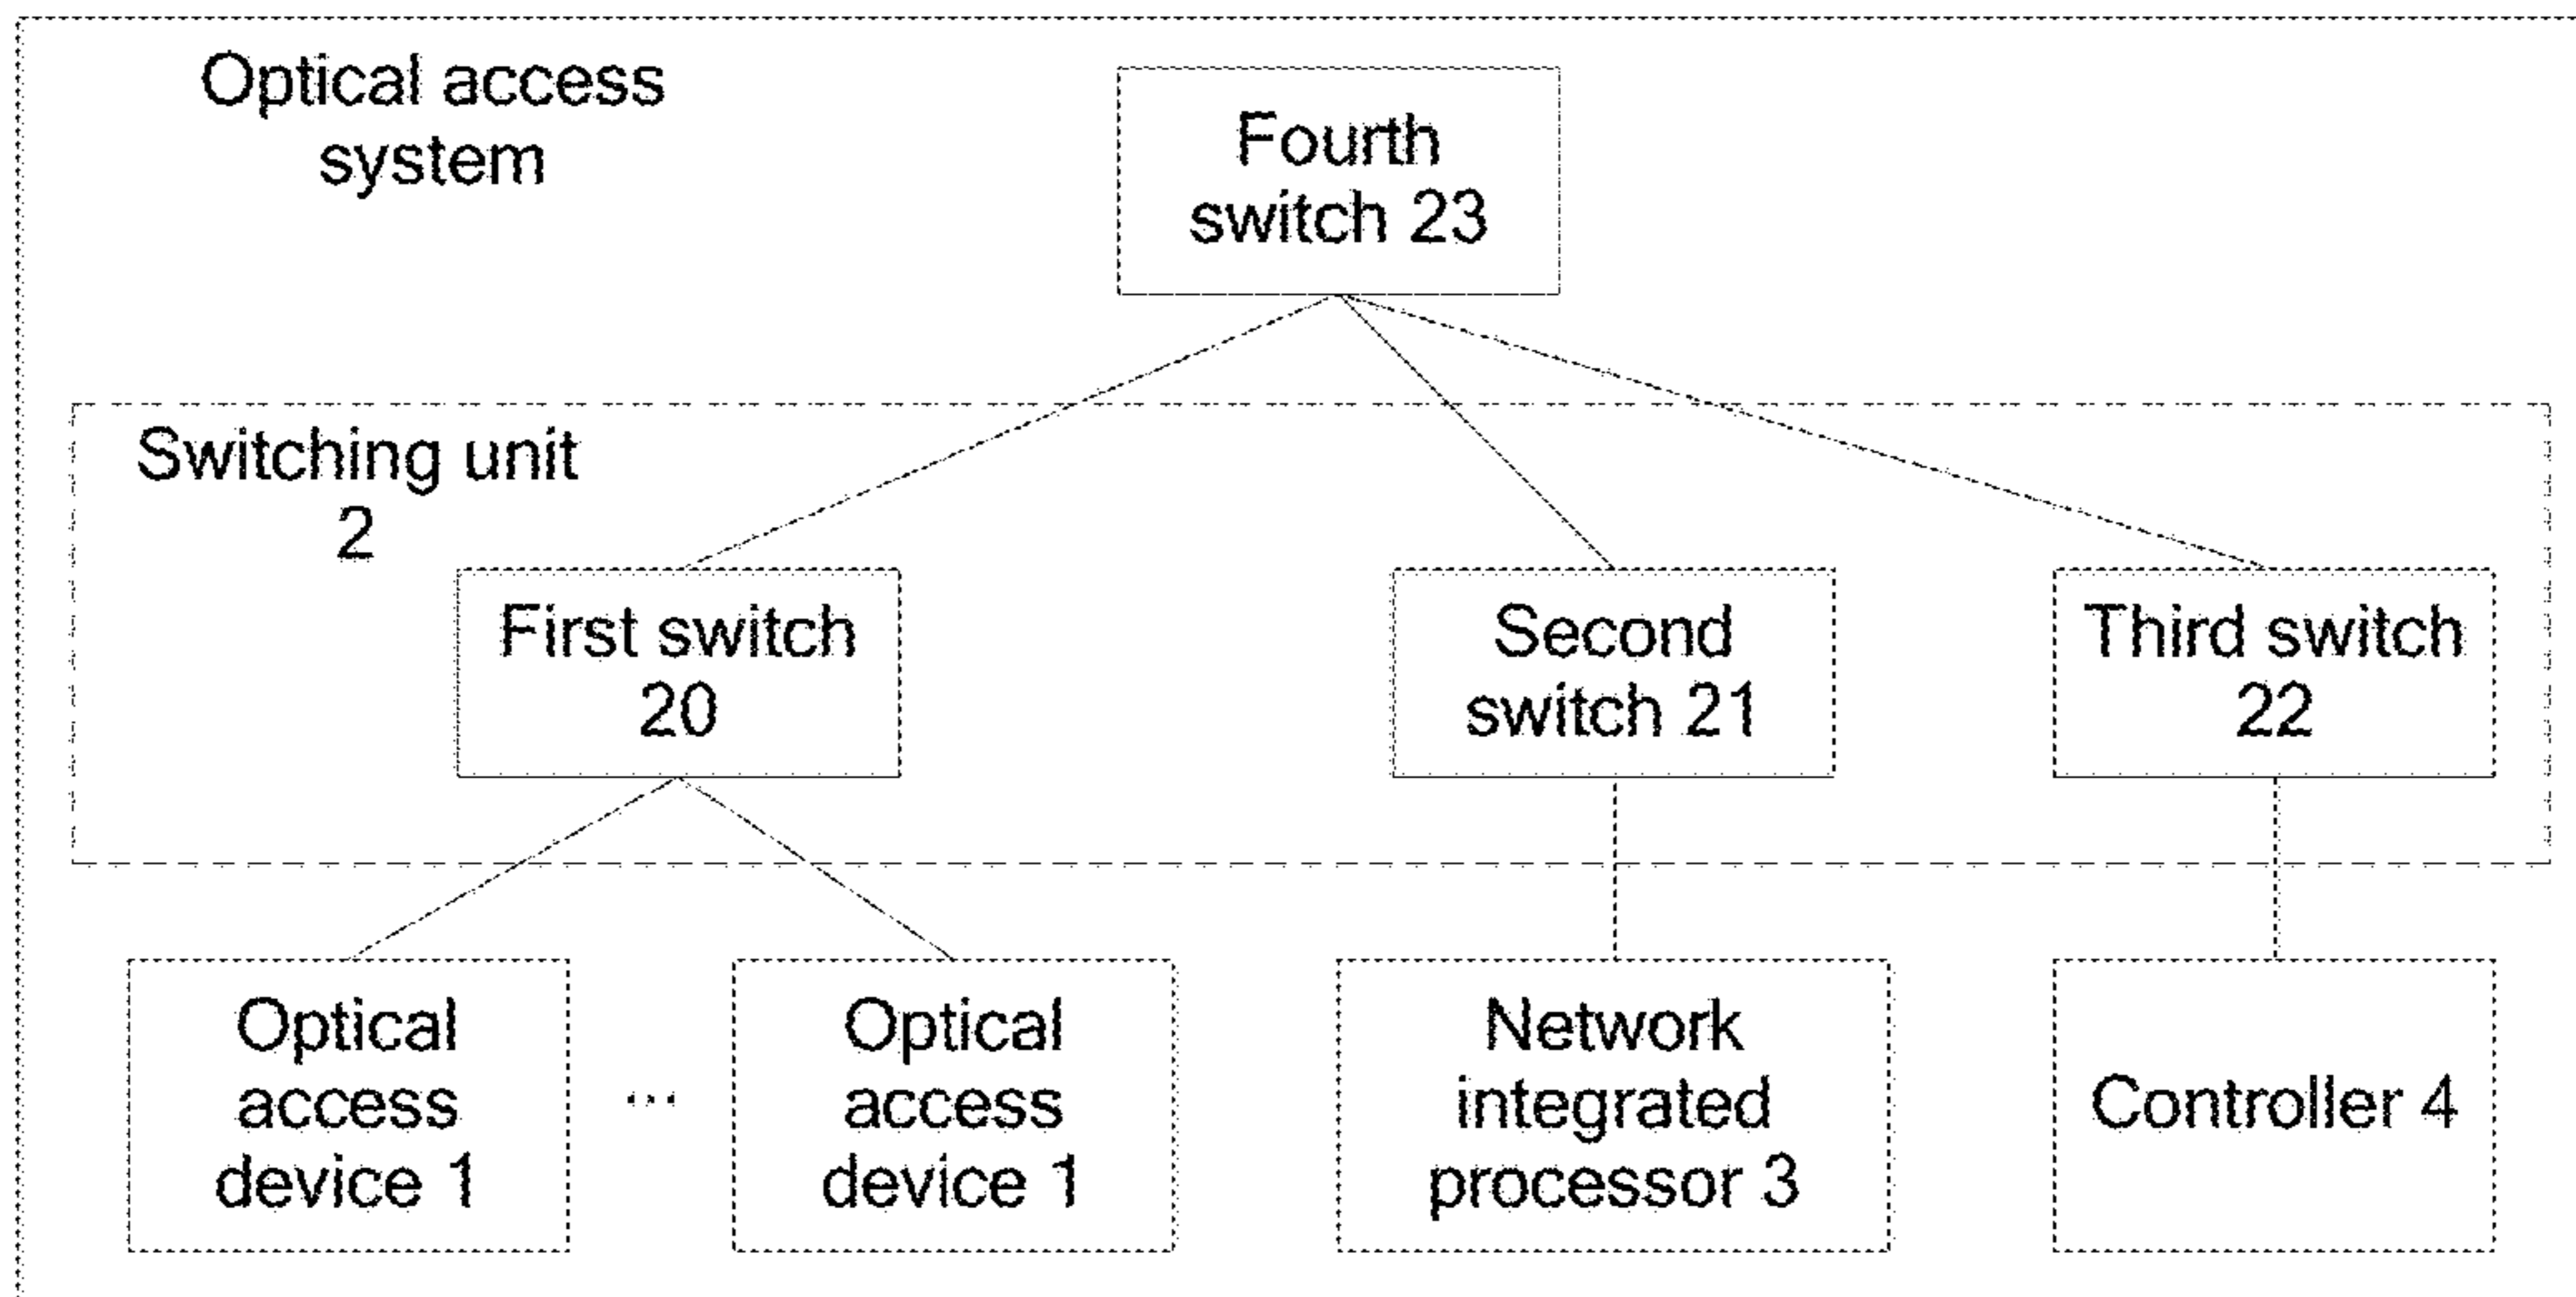 Optical access
system
Fourth
switch 23
Switching unit
2
First switch
20
Second
switch 21
Third switch
22
Optical
access
device 1
...
Optical
access
device 1
Network
integrated
processor 3
Controller 4